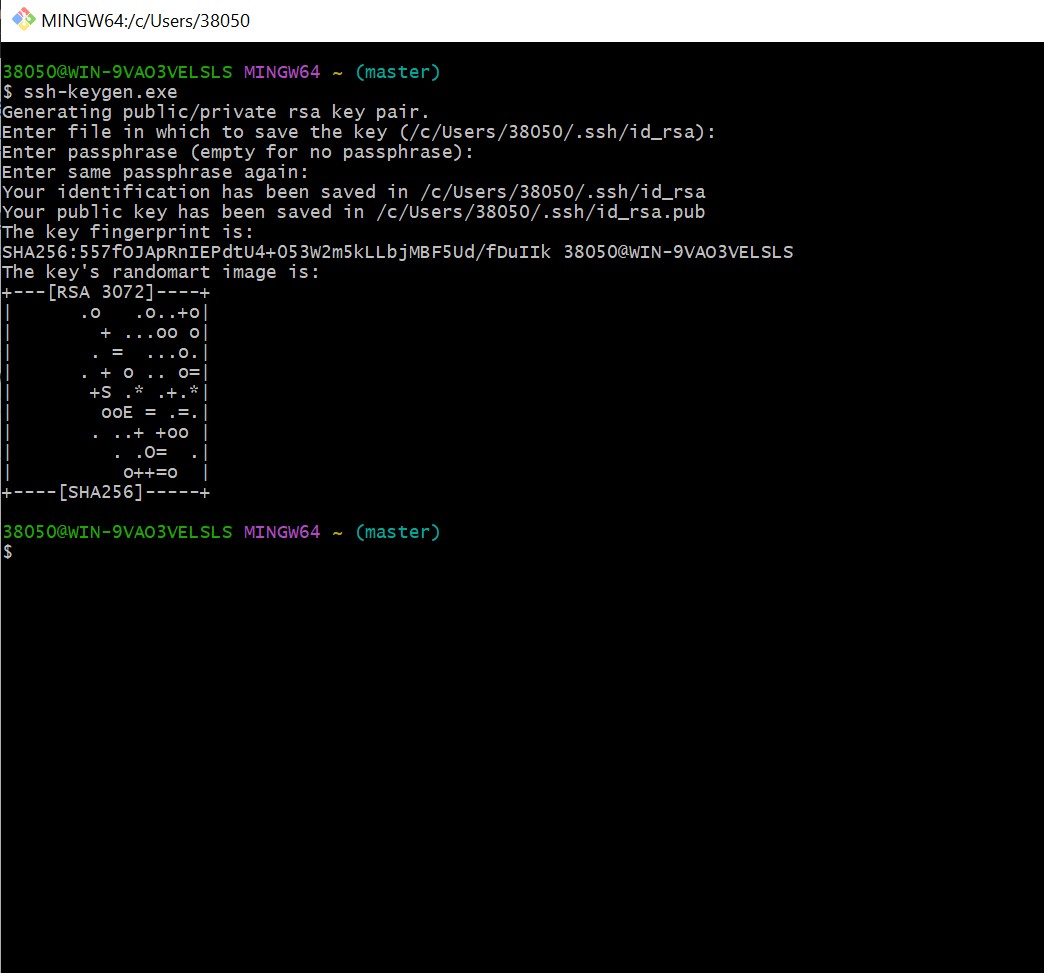 MINGW64:/c/Users/38050
38050@WIN-9VAO3VELSLS MINGW64 ~ (master)
$ ssh-keygen.exe
Generating public/private rsa key pair.
Enter file in which to save the key (/c/Users/38050/.ssh/id_rsa):
Enter passphrase (empty for no passphrase):
Enter same passphrase again:
Your identification has been saved in /c/Users/38050/.ssh/id_rsa
Your public key has been saved in /c/Users/38050/.ssh/id_rsa.pub
The key fingerprint is:
SHA256:557fOJApRnIEPdtU4+O53W2m5kLLbjMBF5Ud/fDuIIk 38050@WIN-9VAO3VELSLS
The key's randomart image is:
+---[RSA 3072]----+
|      .o   .o..+o|
|        + ...oo o|
|       . =  ...o.|
|      . + o .. o=|
|       +S .* .+.*|
|        ooE = .=.|
|       . ..+ +oo |
|         . .O=  .|
|          o++=o  |
+----[SHA256]-----+
38050@WIN-9VAO3VELSLS MINGW64 ~ (master)
$